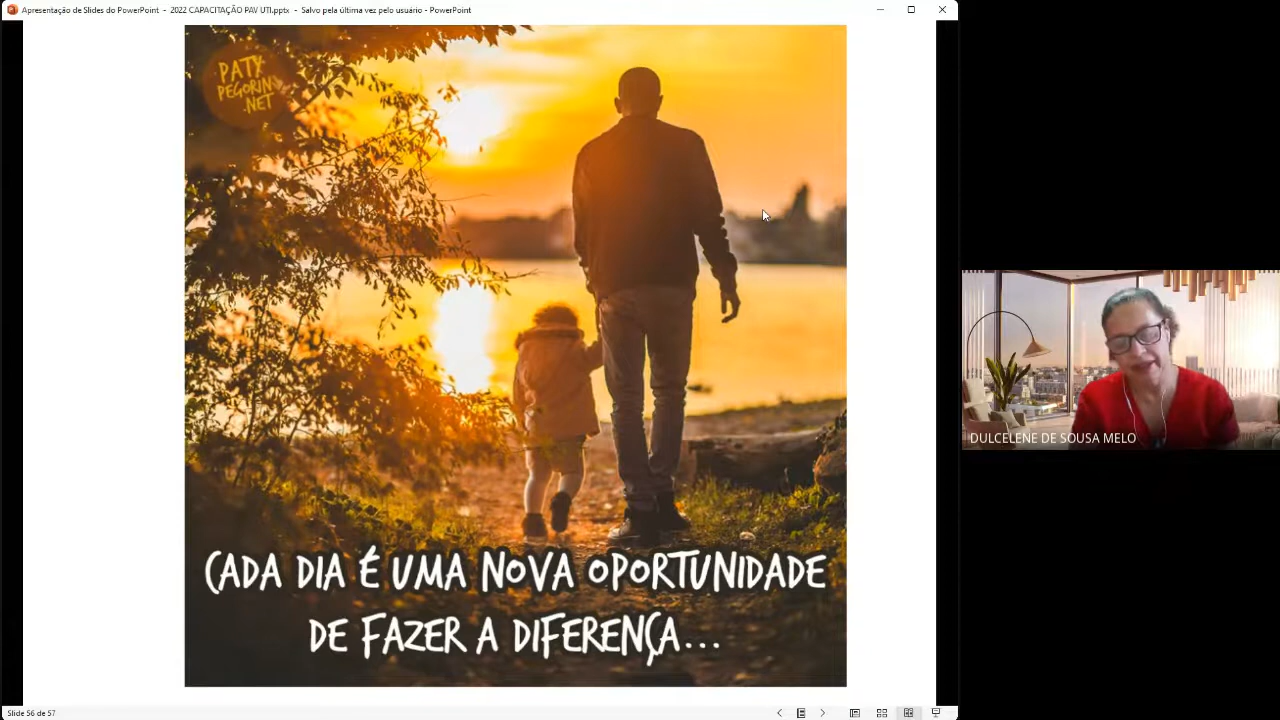 Apresentação de Slides do PowerPoint - 2022 CAPACITAÇÃO PAV UTI.pptx - Salvo pela última vez pelo usuário - PowerPoint
PATY
PEGORIN
.NET
CADA DIA É UMA NOVA OPORTUNIDADE
DE FAZER A DIFERENÇA...
DULCELENE DE SOUSA MELO
Slide 56 de 57